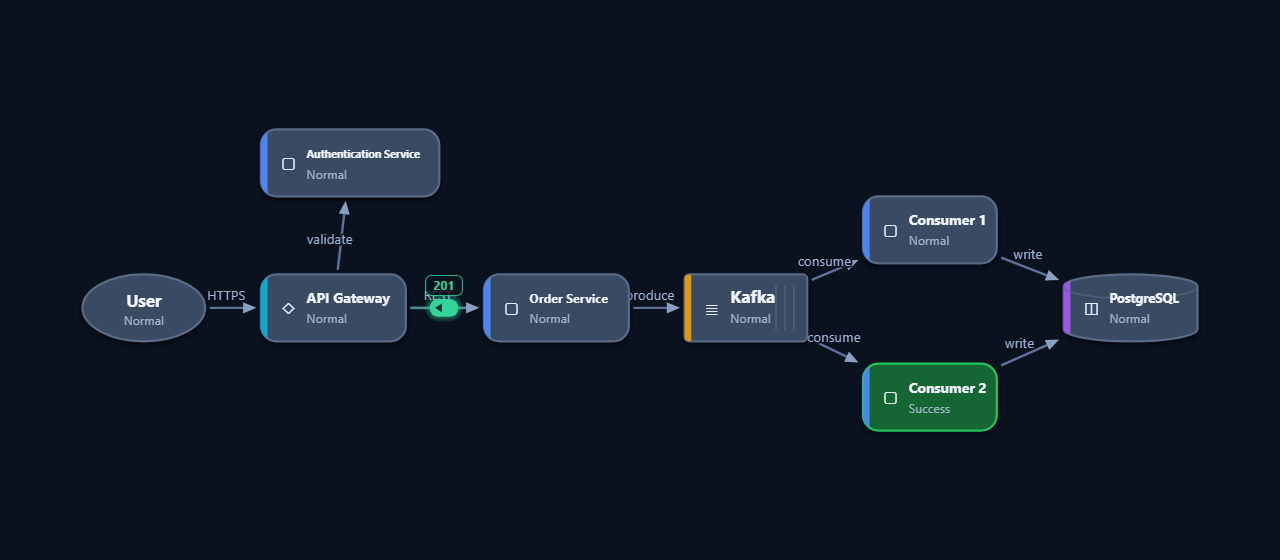 Authentication Service
Normal
validate
User
Normal
HTTPS
API Gateway
Normal
201
REST
Order Service
Normal
produce
Kafka
Normal
consume
consume
Consumer 1
Normal
Consumer 2
Success
write
write
PostgreSQL
Normal